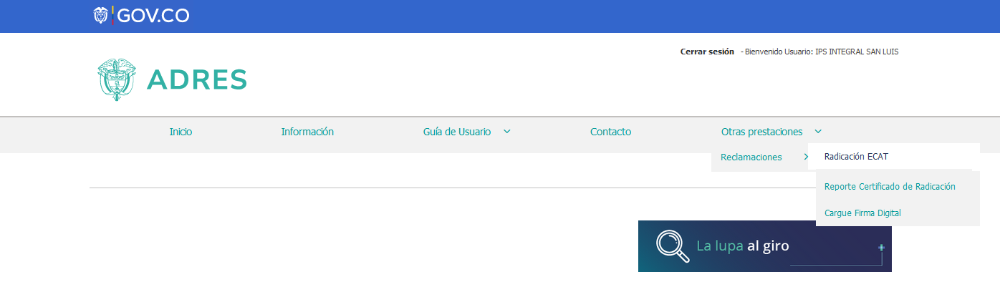 GOV.CO
Cerrar sesión - Bienvenido Usuario: IPS INTEGRAL SAN LUIS
ADRES
Inicio Información Guía de Usuario Contacto Otras prestaciones
Reclamaciones Radicación ECAT
Reporte Certificado de Radicación
Cargue Firma Digital
La lupa al giro